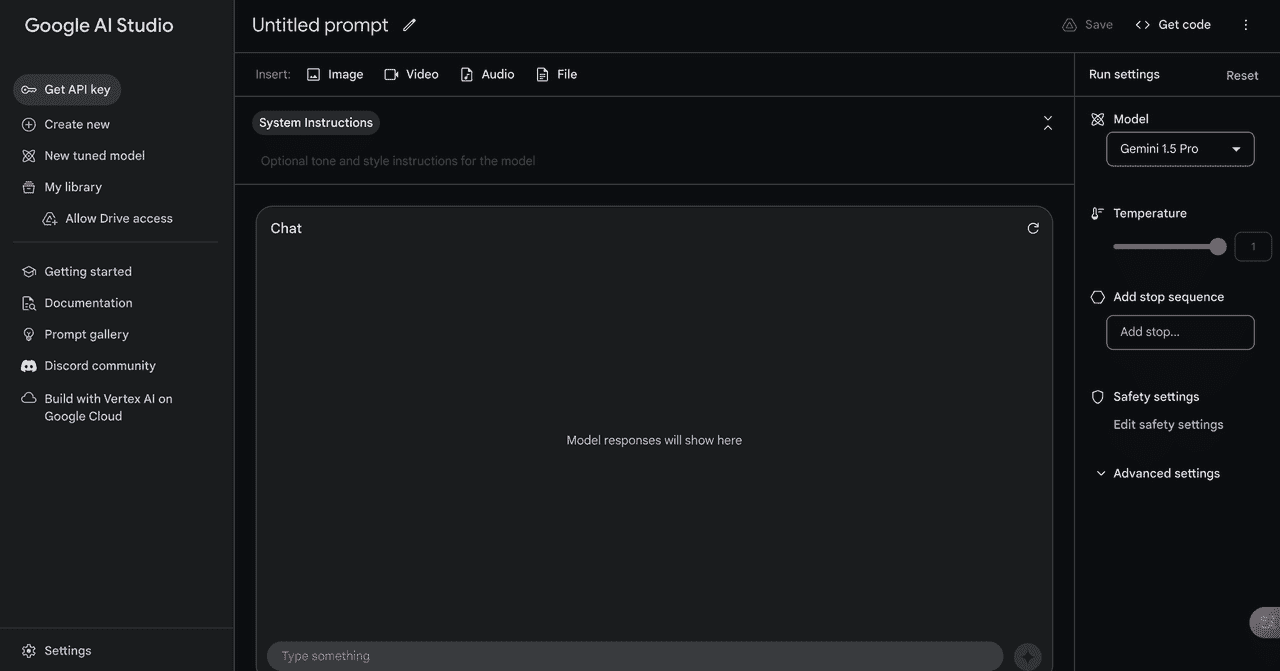 Google AI Studio
Get API key
Create new
New tuned model
My library
Allow Drive access
Getting started
Documentation
Prompt gallery
Discord community
Build with Vertex AI on
Google Cloud
Settings
Untitled prompt
Save
Get code
Insert:
Image
Video
Audio
File
System Instructions
Optional tone and style instructions for the model
Chat
Model responses will show here
Type something
Run settings
Reset
Model
Gemini 1.5 Pro
Temperature
1
Add stop sequence
Add stop...
Safety settings
Edit safety settings
Advanced settings